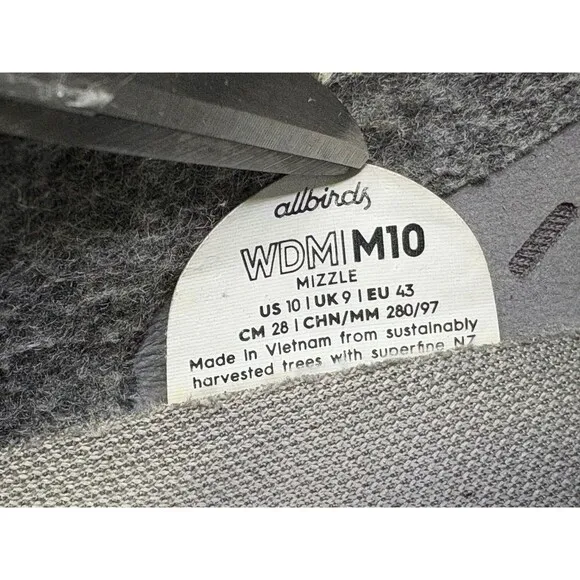 allbirds
WDM|M10
MIZZLE
US 10 | UK 9 | EU 43
CM 28 | CHN/MM 280/97
Made in Vietnam from sustainably
harvested trees with superfine NZ